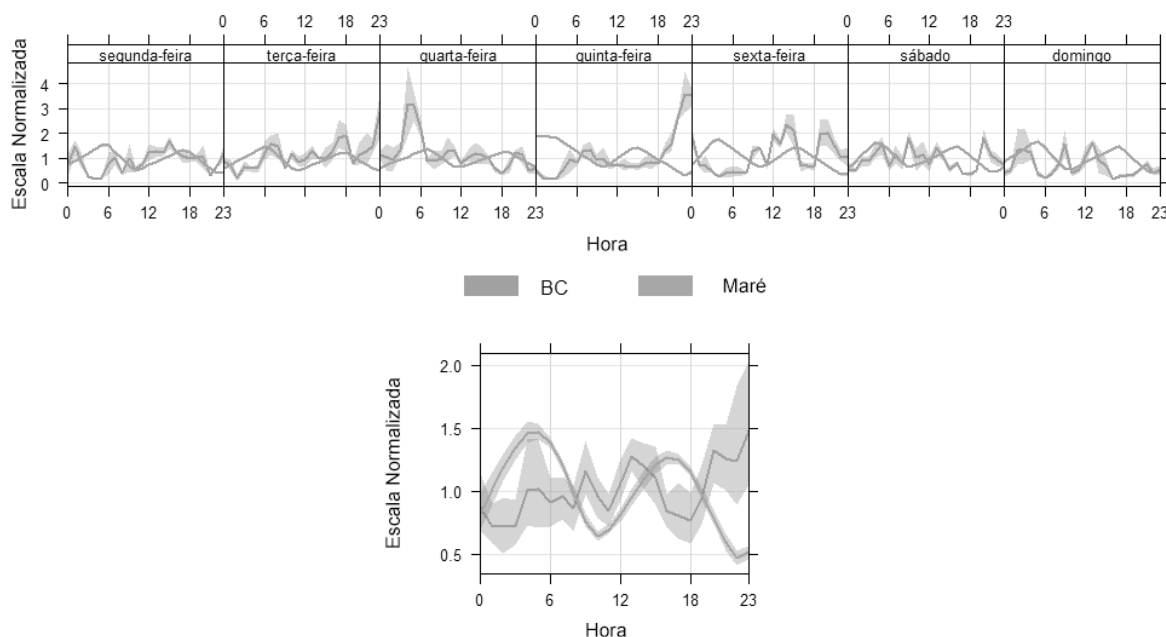 0 6 12 18 23 0 6 12 18 23 0 6 12 18 23
segunda-feira terça-feira quarta-feira quinta-feira sexta-feira sábado domingo
Escala Normalizada
4
3
2
1
0
0 6 12 18 23 0 6 12 18 23 0 6 12 18 23 0 6 12 18 23
Hora
BC Maré
Escala Normalizada
2.0
1.5
1.0
0.5
0 6 12 18 23
Hora